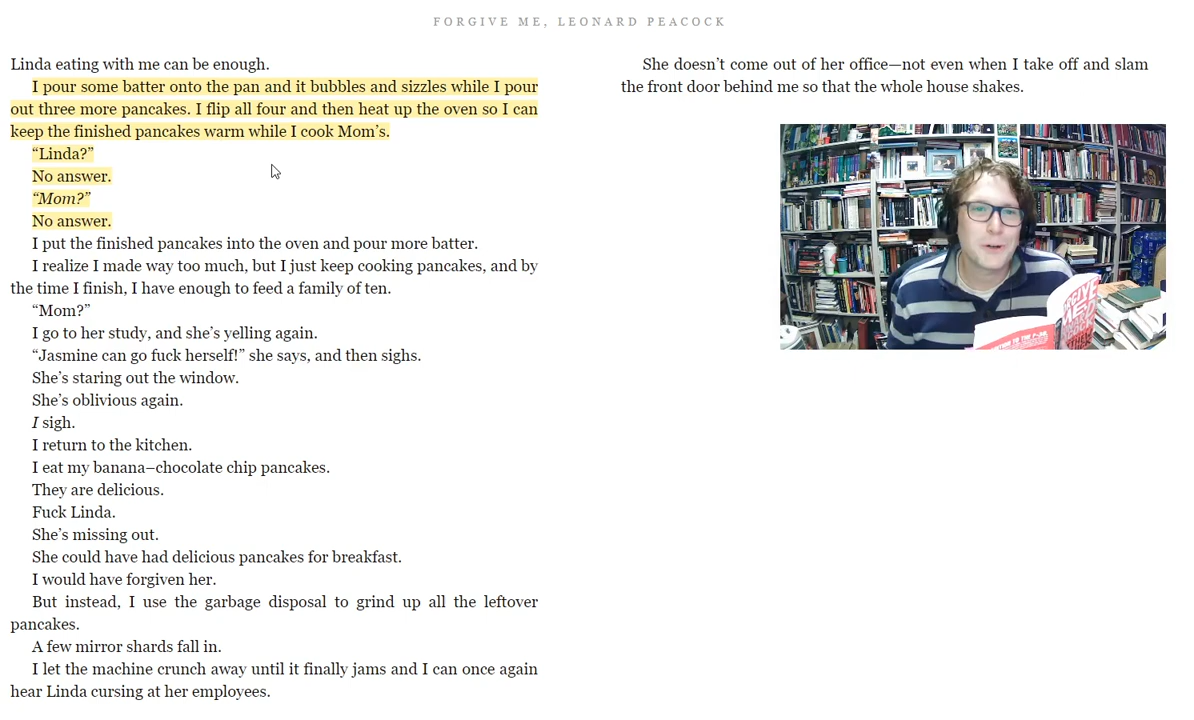 FORGIVE ME, LEONARD PEACOCK
Linda eating with me can be enough.
I pour some batter onto the pan and it bubbles and sizzles while I pour
out three more pancakes. I flip all four and then heat up the oven so I can
keep the finished pancakes warm while I cook Mom’s.
“Linda?”
No answer.
“Mom?”
No answer.
I put the finished pancakes into the oven and pour more batter.
I realize I made way too much, but I just keep cooking pancakes, and by
the time I finish, I have enough to feed a family of ten.
“Mom?”
I go to her study, and she’s yelling again.
“Jasmine can go fuck herself!” she says, and then sighs.
She’s staring out the window.
She’s oblivious again.
I sigh.
I return to the kitchen.
I eat my banana–chocolate chip pancakes.
They are delicious.
Fuck Linda.
She’s missing out.
She could have had delicious pancakes for breakfast.
I would have forgiven her.
But instead, I use the garbage disposal to grind up all the leftover
pancakes.
A few mirror shards fall in.
I let the machine crunch away until it finally jams and I can once again
hear Linda cursing at her employees.
She doesn’t come out of her office—not even when I take off and slam
the front door behind me so that the whole house shakes.